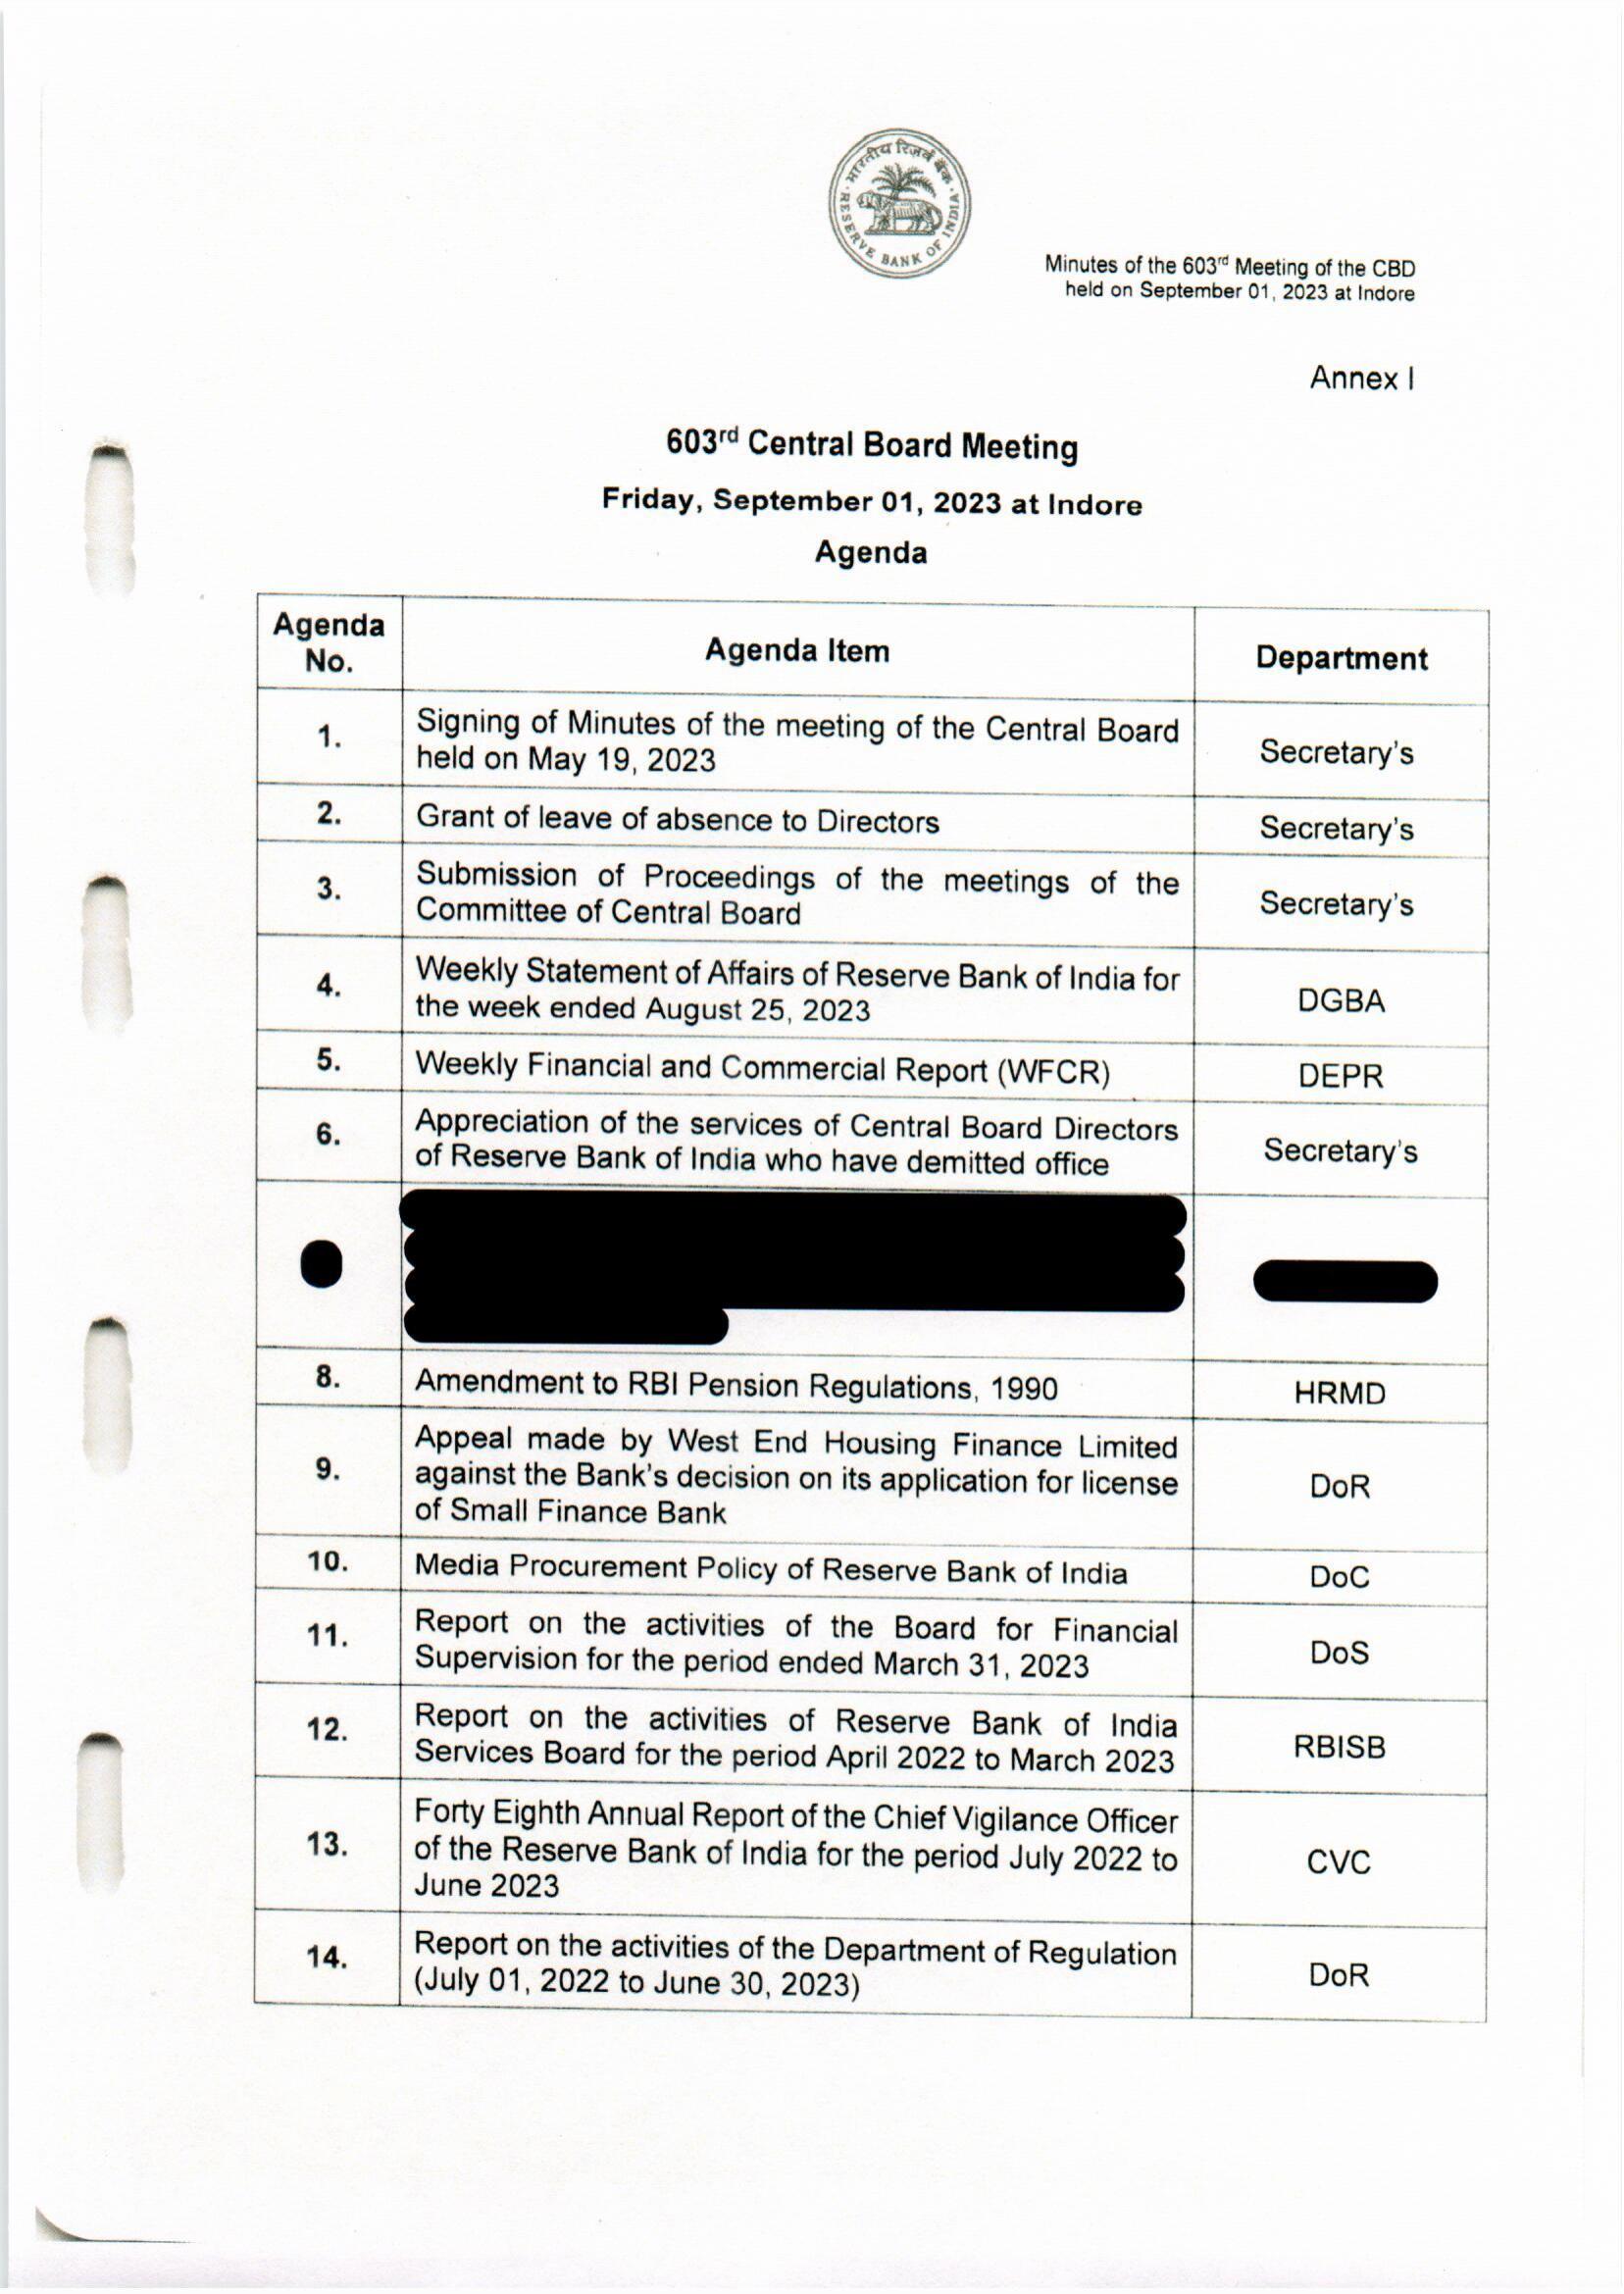 भारतीय रिज़र्व बैंक
RESERVE BANK OF INDIA
Minutes of the 603rd Meeting of the CBD
held on September 01, 2023 at Indore
Annex I
603rd Central Board Meeting
Friday, September 01, 2023 at Indore
Agenda
Agenda No. Agenda Item Department
1. Signing of Minutes of the meeting of the Central Board Secretary's
held on May 19, 2023
2. Grant of leave of absence to Directors Secretary's
3. Submission of Proceedings of the meetings of the Secretary's
Committee of Central Board
4. Weekly Statement of Affairs of Reserve Bank of India for DGBA
the week ended August 25, 2023
5. Weekly Financial and Commercial Report (WFCR) DEPR
6. Appreciation of the services of Central Board Directors Secretary's
of Reserve Bank of India who have demitted office
8. Amendment to RBI Pension Regulations, 1990 HRMD
9. Appeal made by West End Housing Finance Limited DoR
against the Bank's decision on its application for license
of Small Finance Bank
10. Media Procurement Policy of Reserve Bank of India DoC
11. Report on the activities of the Board for Financial DoS
Supervision for the period ended March 31, 2023
12. Report on the activities of Reserve Bank of India RBISB
Services Board for the period April 2022 to March 2023
13. Forty Eighth Annual Report of the Chief Vigilance Officer CVC
of the Reserve Bank of India for the period July 2022 to
June 2023
14. Report on the activities of the Department of Regulation DoR
(July 01, 2022 to June 30, 2023)